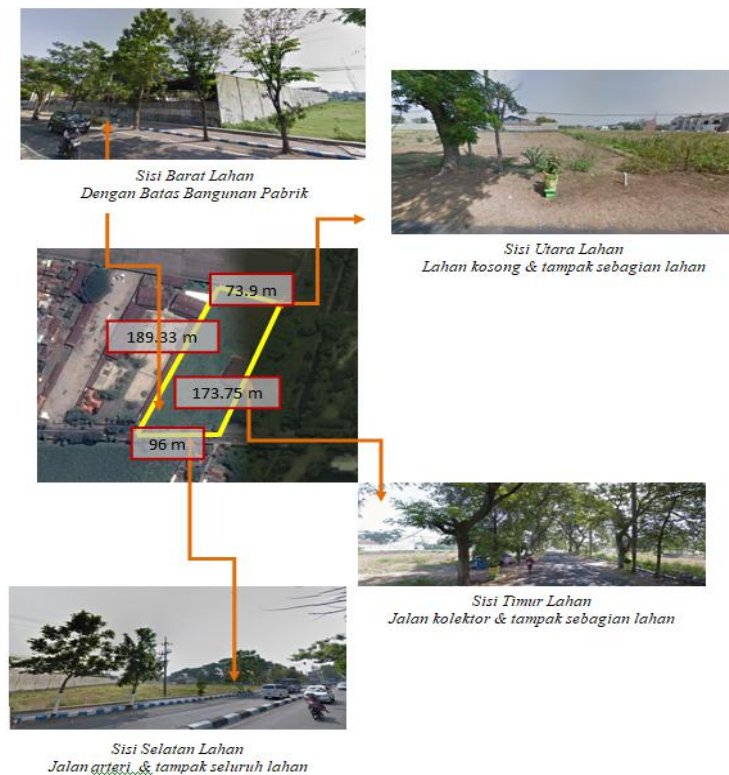 Sisi Barat Lahan
Dengan Batas Bangunan Pabrik
Sisi Utara Lahan
Lahan kosong & tampak sebagian lahan
73.9 m
189.33 m
173.75 m
96 m
Sisi Timur Lahan
Jalan kolektor & tampak sebagian lahan
Sisi Selatan Lahan
Jalan arteri & tampak seluruh lahan